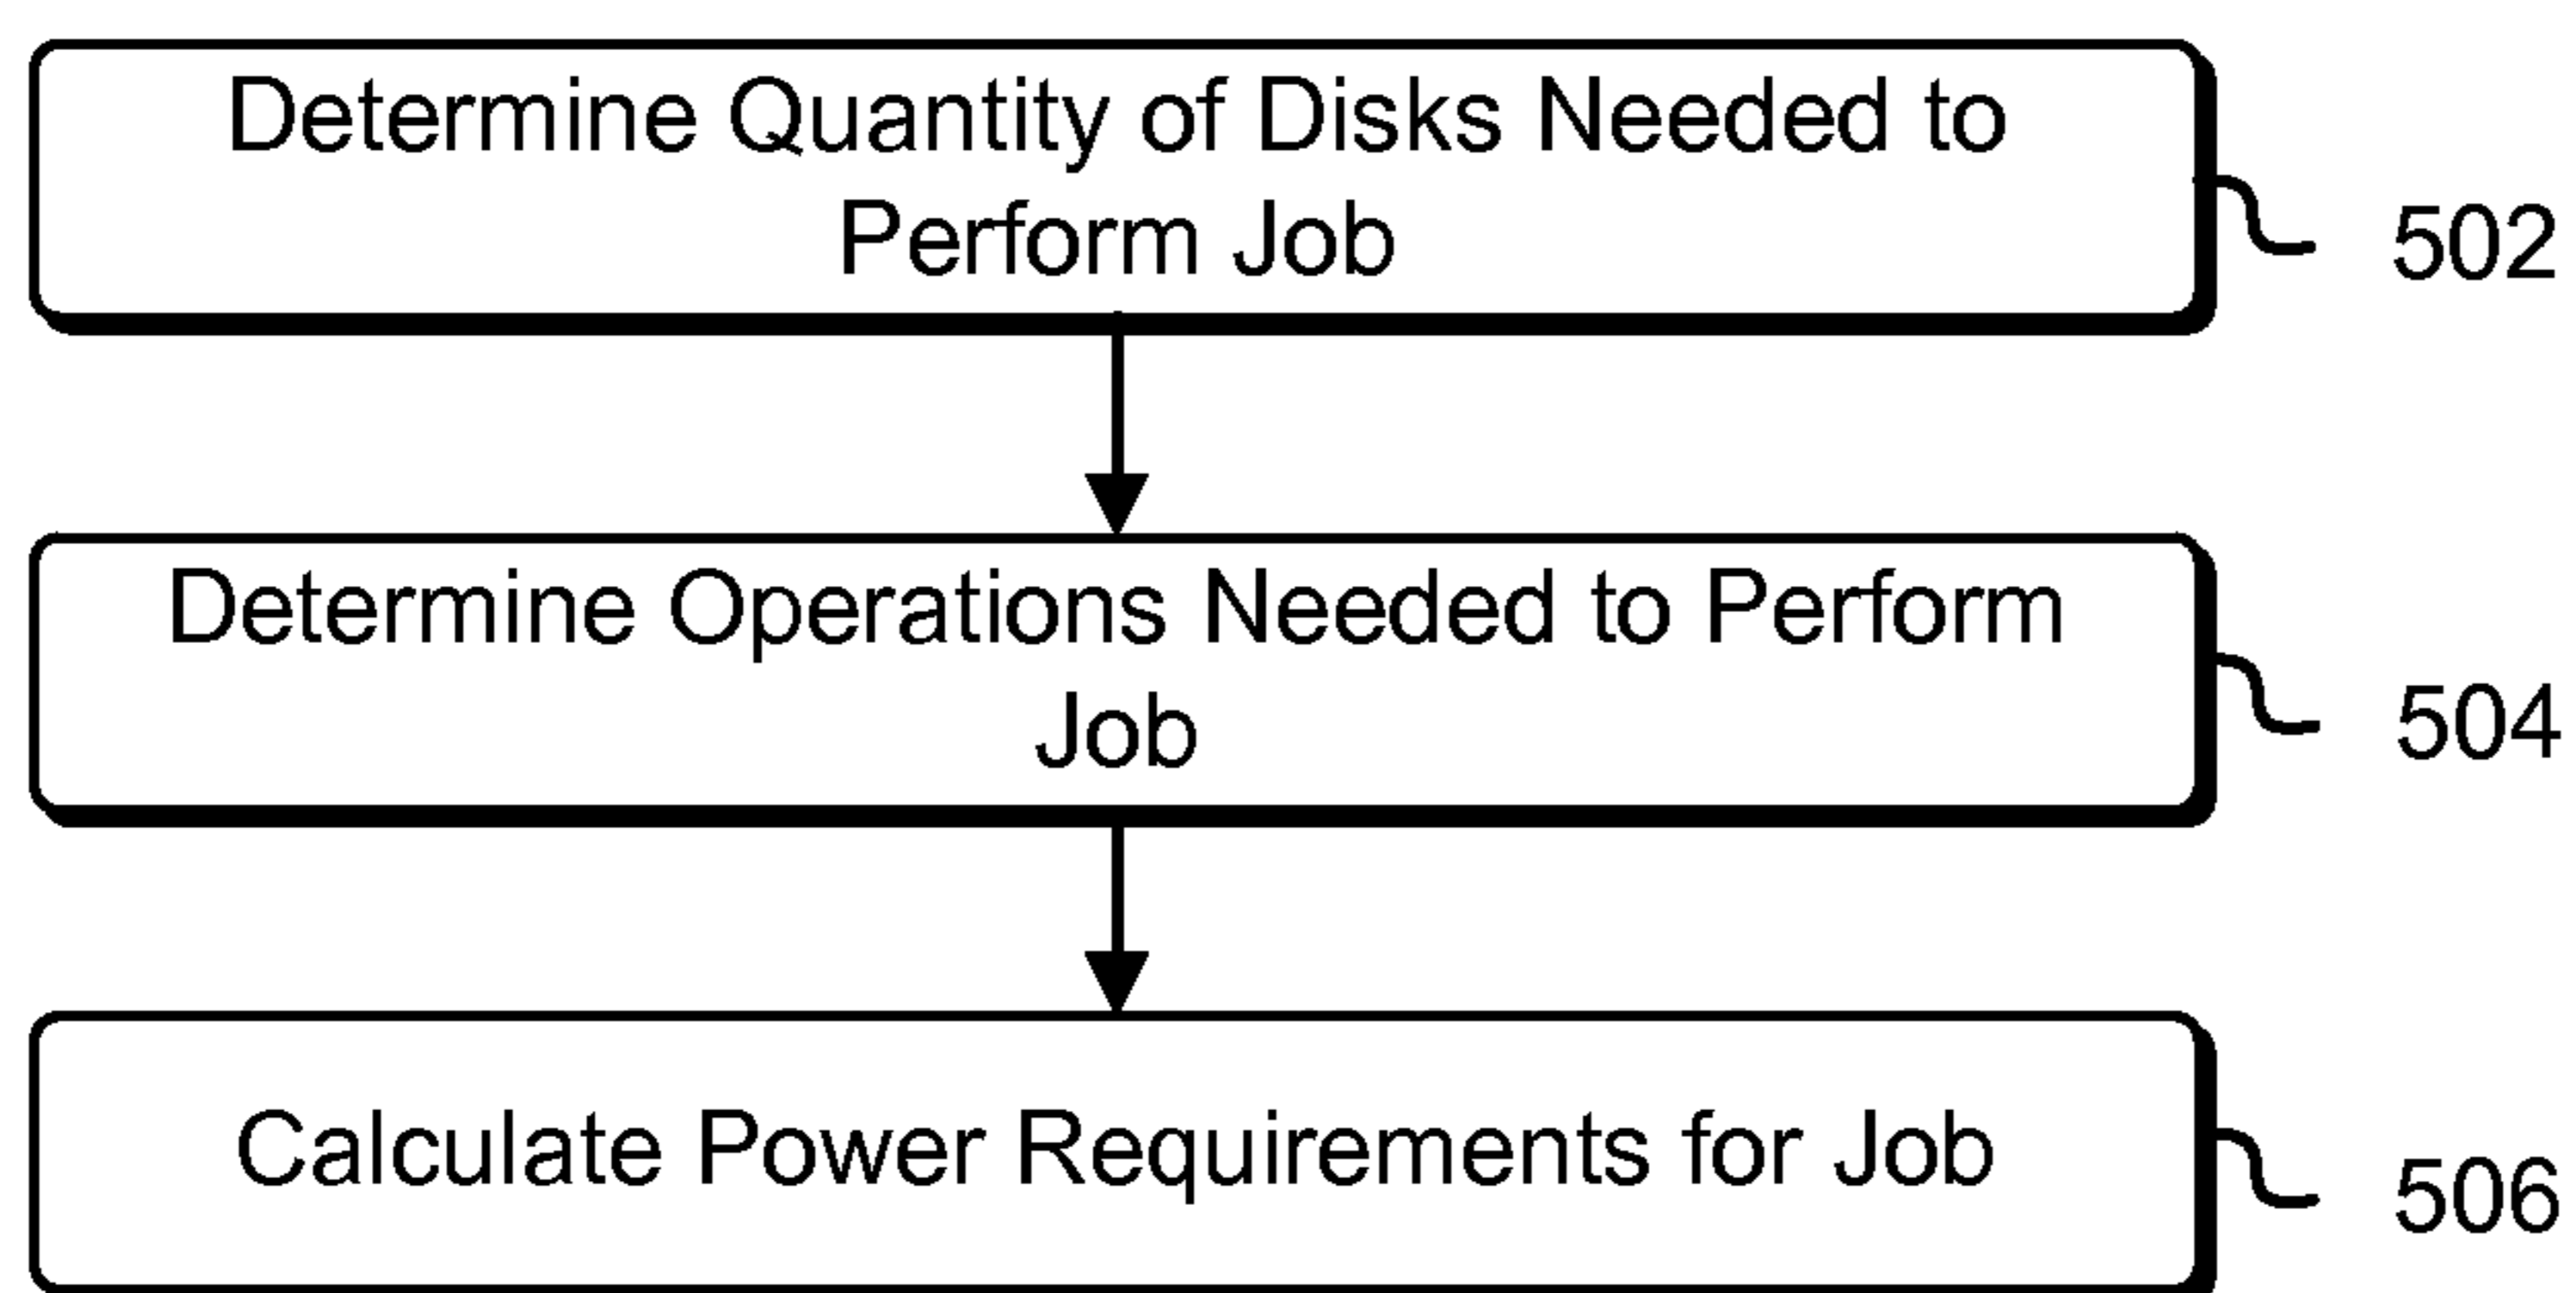 Determine Quantity of Disks Needed to
Perform Job
502
Determine Operations Needed to Perform
Job
504
Calculate Power Requirements for Job
506